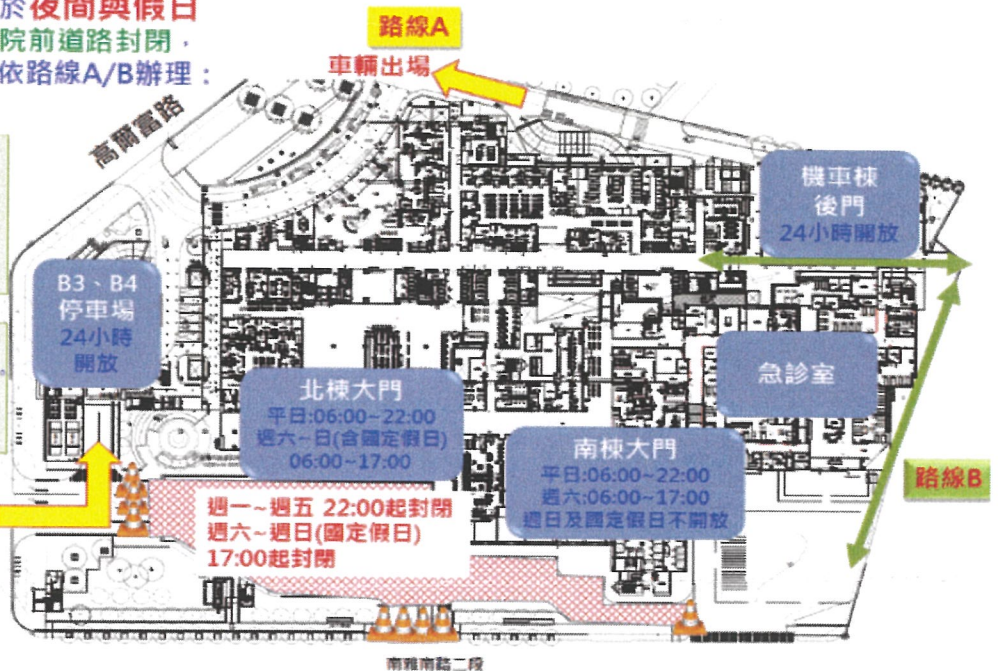 於夜間與假日
院前道路封閉，
依路線A/B辦理：
路線A
車輛出場
高爾富路
機車棟
後門
24小時開放
B3、B4
停車場
24小時
開放
急診室
北棟大門
平日:06:00~22:00
週六~日(含國定假日)
06:00~17:00
南棟大門
平日:06:00~22:00
週六:06:00~17:00
週日及國定假日不開放
路線B
週一~週五 22:00起封閉
週六~週日(國定假日)
17:00起封閉
南雅南路二段